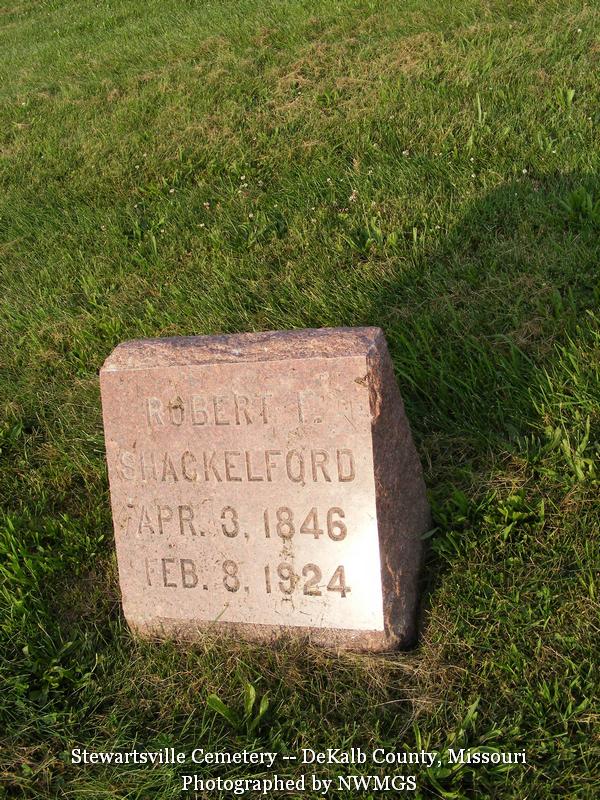 ROBERT T.
SHACKELFORD
APR. 3, 1846
FEB. 8, 1924
Stewartsville Cemetery -- DeKalb County, Missouri
Photographed by NWMGS